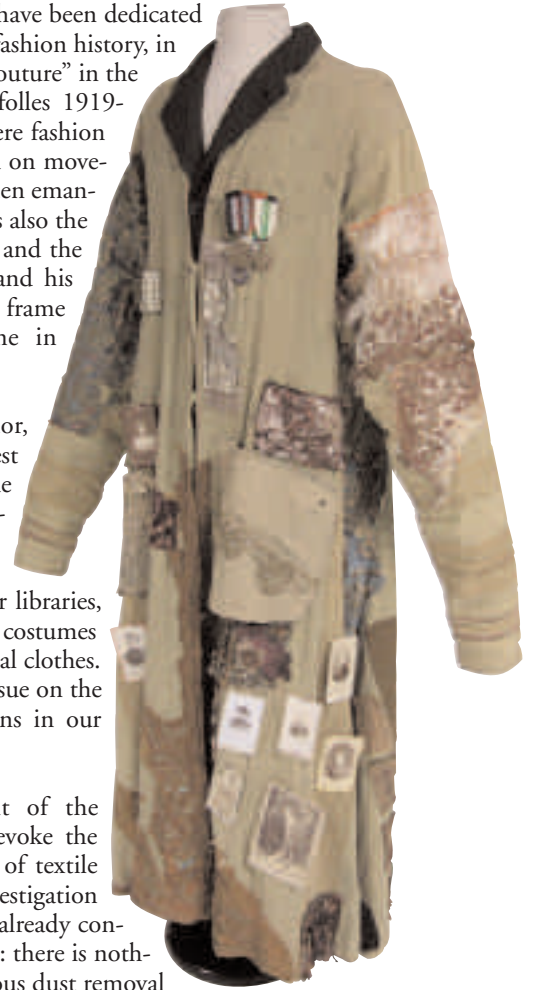 have been dedicated
fashion history, in
outure” in the
folles 1919-
ere fashion
on move-
en eman-
s also the
and the
and his
frame
ne in
or,
est
e
-
r libraries,
costumes
al clothes.
sue on the
ns in our
t of the
evoke the
of textile
estigation
already con-
: there is noth-
ous dust removal